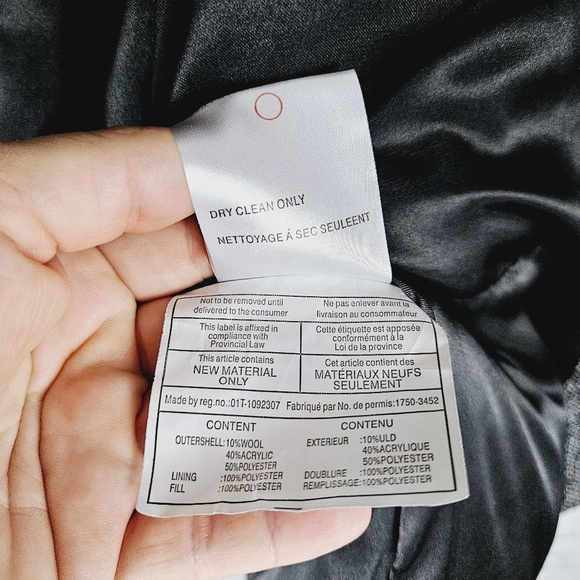 DRY CLEAN ONLY
NETTOYAGE Á SEC SEULEENT
Not to be removed until
delivered to the consumer
Ne pas enlever avant la
livraison au consommateur
This label is affixed in
compliance with
Provincial Law
Cette étiquette est apposée
conformément à la
Loi de la province
This article contains
NEW MATERIAL
ONLY
Cet article contient des
MATÉRIAUX NEUFS
SEULEMENT
Made by reg.no.:01T-1092307 Fabriqué par No. de permis:1750-3452
CONTENT
OUTERSHELL:10%WOOL
40%ACRYLIC
50%POLYESTER
LINING :100%POLYESTER
FILL :100%POLYESTER
CONTENU
EXTERIEUR :10%ULD
40%ACRYLIQUE
50%POLYESTER
DOUBLURE :100%POLYESTER
REMPLISSAGE:100%POLYESTER